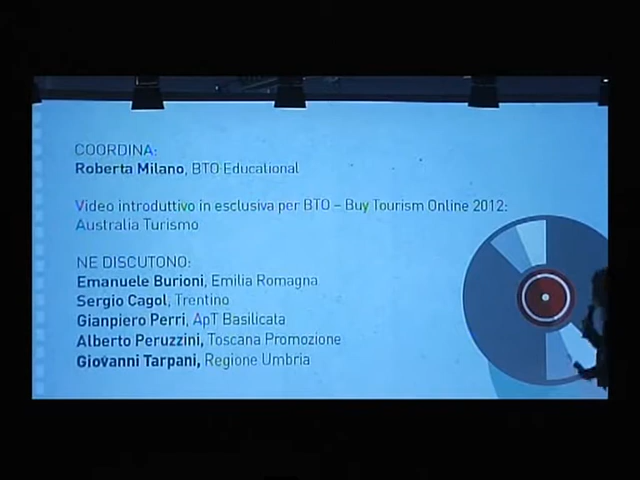 COORDINA:
Roberta Milano, BTO Educational
Video introduttivo in esclusiva per BTO – Buy Tourism Online 2012:
Australia Turismo
NE DISCUTONO:
Emanuele Burioni, Emilia Romagna
Sergio Cagol, Trentino
Gianpiero Perri, ApT Basilicata
Alberto Peruzzini, Toscana Promozione
Giovanni Tarpani, Regione Umbria